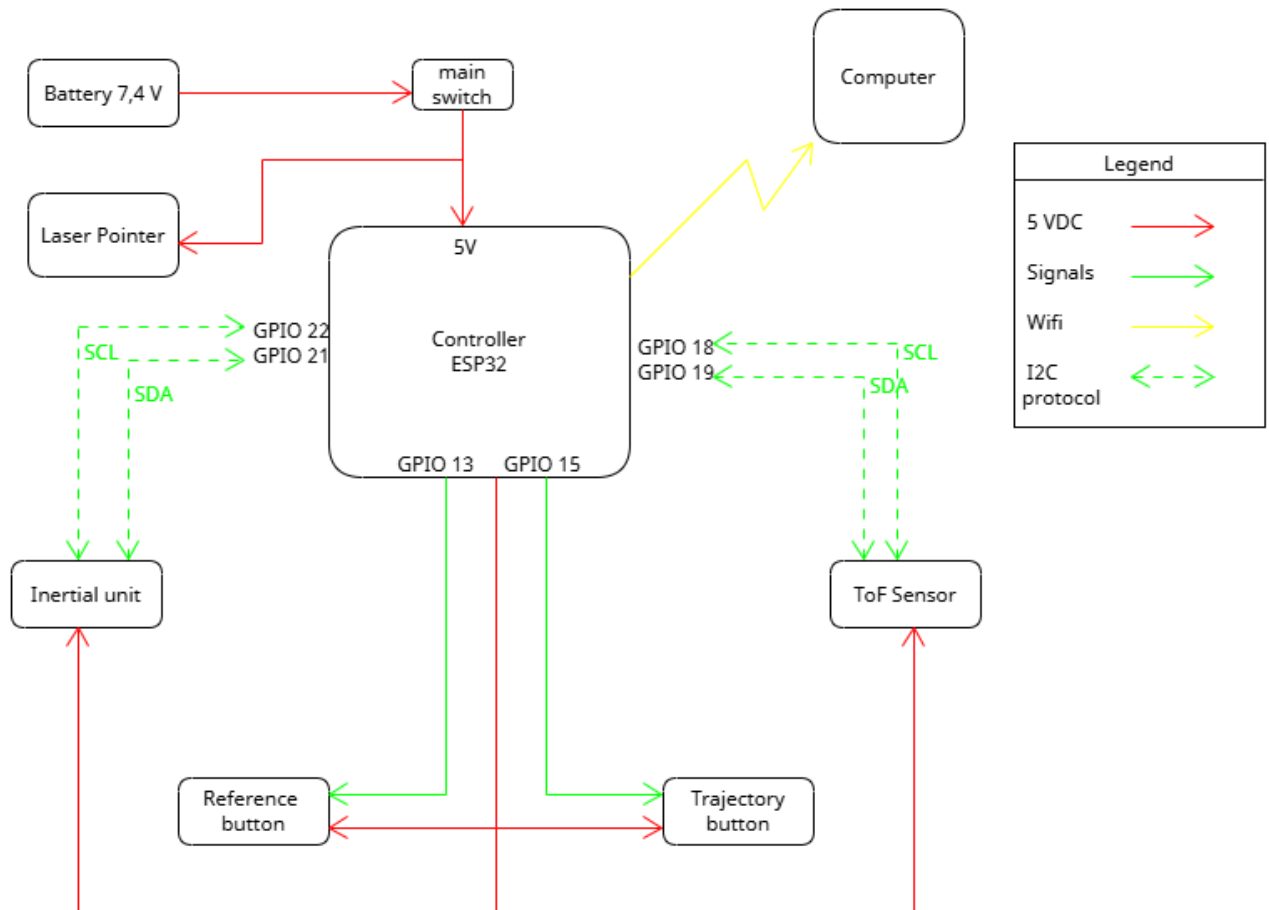 Battery 7,4 V
main
switch
Computer
Legend
5 VDC
Signals
Wifi
I2C
protocol
Laser Pointer
5V
Controller
ESP32
GPIO 22
GPIO 21
GPIO 18
GPIO 19
SCL
SDA
SCL
SDA
GPIO 13
GPIO 15
Inertial unit
ToF Sensor
Reference
button
Trajectory
button